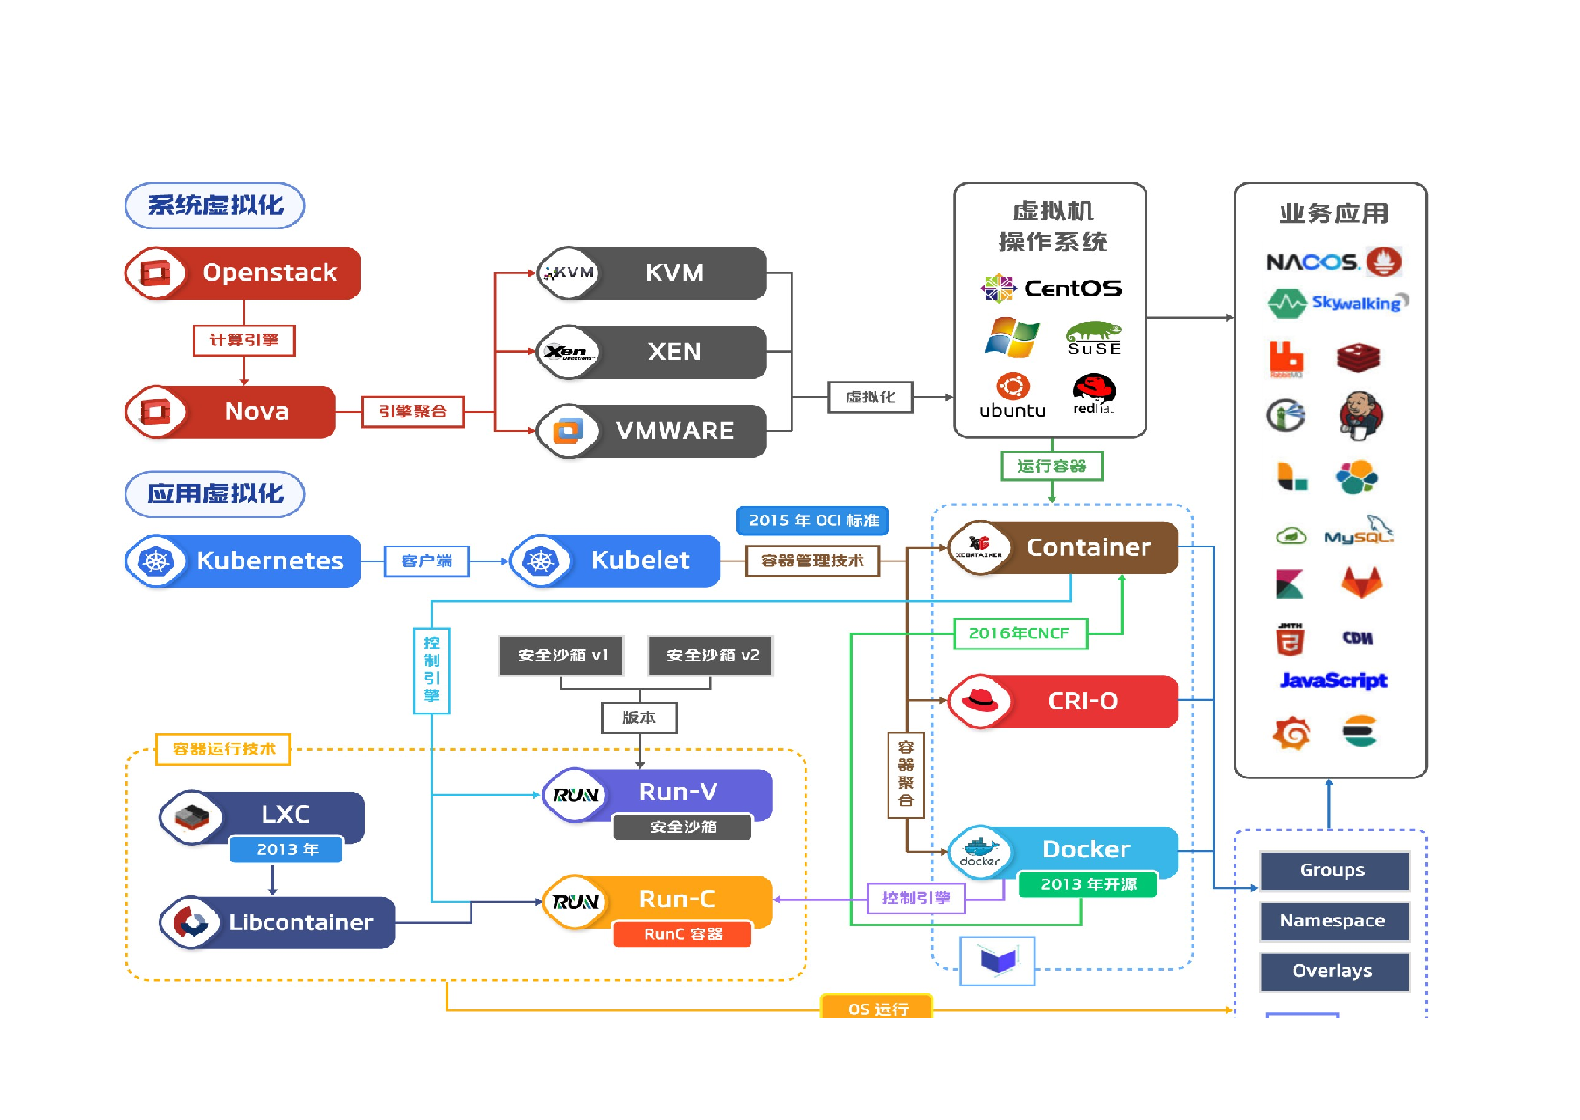 系统虚拟化
Openstack
计算引擎
Nova
引擎聚合
KVM
KVM
Xen
XEN
VMWARE
虚拟化
虚拟机
操作系统
CentOS
SUSE
ubuntu
redhat
业务应用
NACOS.
Skywalking
RabbitMQ
MySQL
JMTH
CDM
JavaScript
运行容器
应用虚拟化
Kubernetes
客户端
Kubelet
2015 年 OCI 标准
容器管理技术
XCONTAINER
Container
2016年CNCF
控制引擎
安全沙箱 v1
安全沙箱 v2
版本
CRI-O
容器聚合
容器运行技术
LXC
2013 年
Libcontainer
RUN
Run-V
安全沙箱
RUN
Run-C
RunC 容器
控制引擎
docker
Docker
2013 年开源
Groups
Namespace
Overlays
OS 运行